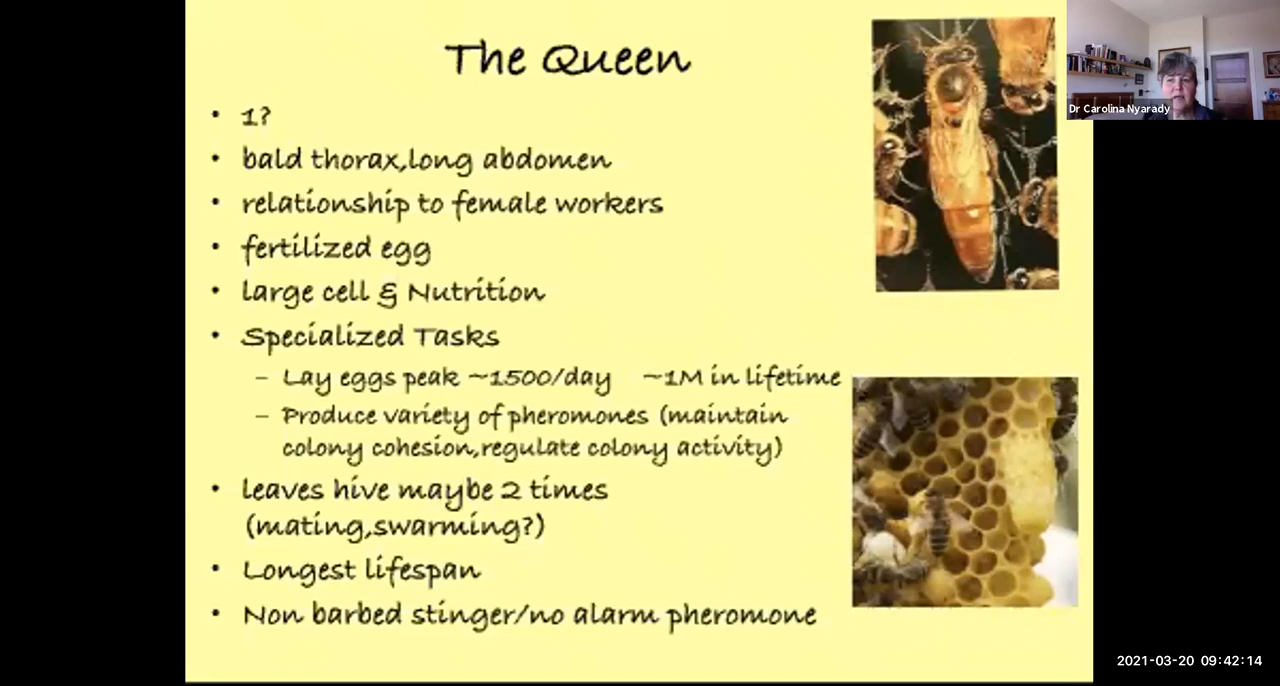 The Queen
Dr Carolina Nyarady
• 1?
• bald thorax,long abdomen
• relationship to female workers
• fertilized egg
• large cell & Nutrition
• Specialized Tasks
– Lay eggs peak ~1500/day ~1M in lifetime
– Produce variety of pheromones (maintain
colony cohesion,regulate colony activity)
• leaves hive maybe 2 times
(mating,swarming?)
• Longest lifespan
• Non barbed stinger/no alarm pheromone
2021-03-20 09:42:14